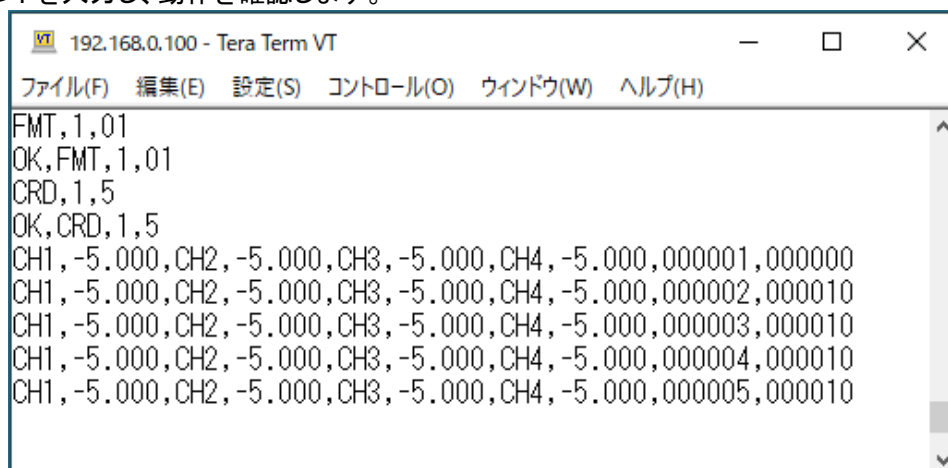 を入力し、動作を確認します。
192.168.0.100 - Tera Term VT
ファイル(F) 編集(E) 設定(S) コントロール(O) ウィンドウ(W) ヘルプ(H)
FMT,1,01
OK,FMT,1,01
CRD,1,5
OK,CRD,1,5
CH1,-5.000,CH2,-5.000,CH3,-5.000,CH4,-5.000,000001,000000
CH1,-5.000,CH2,-5.000,CH3,-5.000,CH4,-5.000,000002,000010
CH1,-5.000,CH2,-5.000,CH3,-5.000,CH4,-5.000,000003,000010
CH1,-5.000,CH2,-5.000,CH3,-5.000,CH4,-5.000,000004,000010
CH1,-5.000,CH2,-5.000,CH3,-5.000,CH4,-5.000,000005,000010